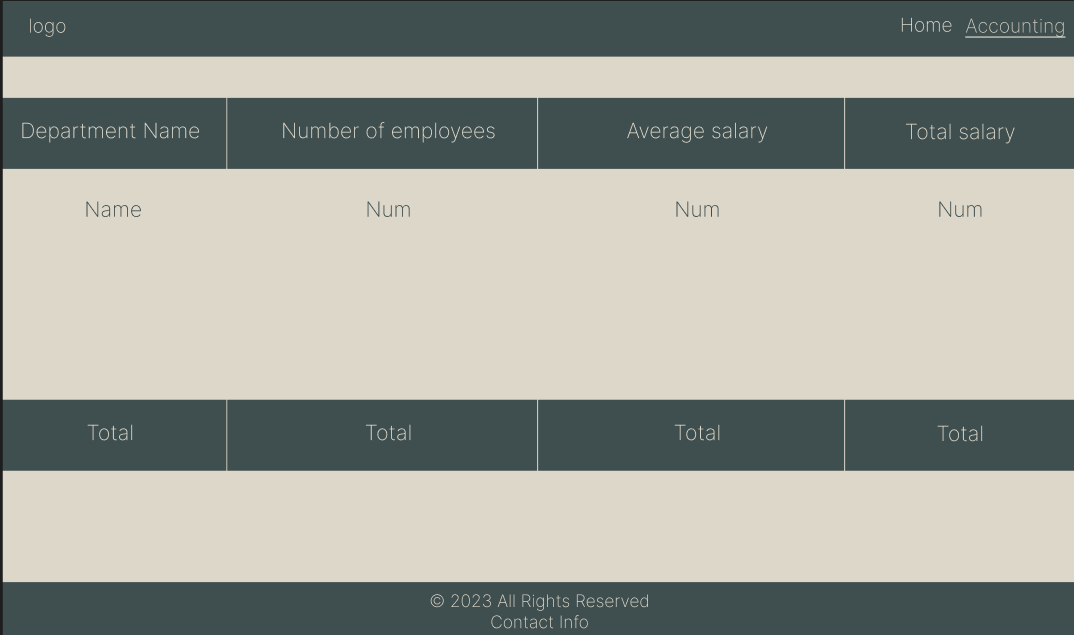 logo
Home Accounting
Department Name Number of employees Average salary Total salary
Name Num Num Num
Total Total Total Total
© 2023 All Rights Reserved
Contact Info